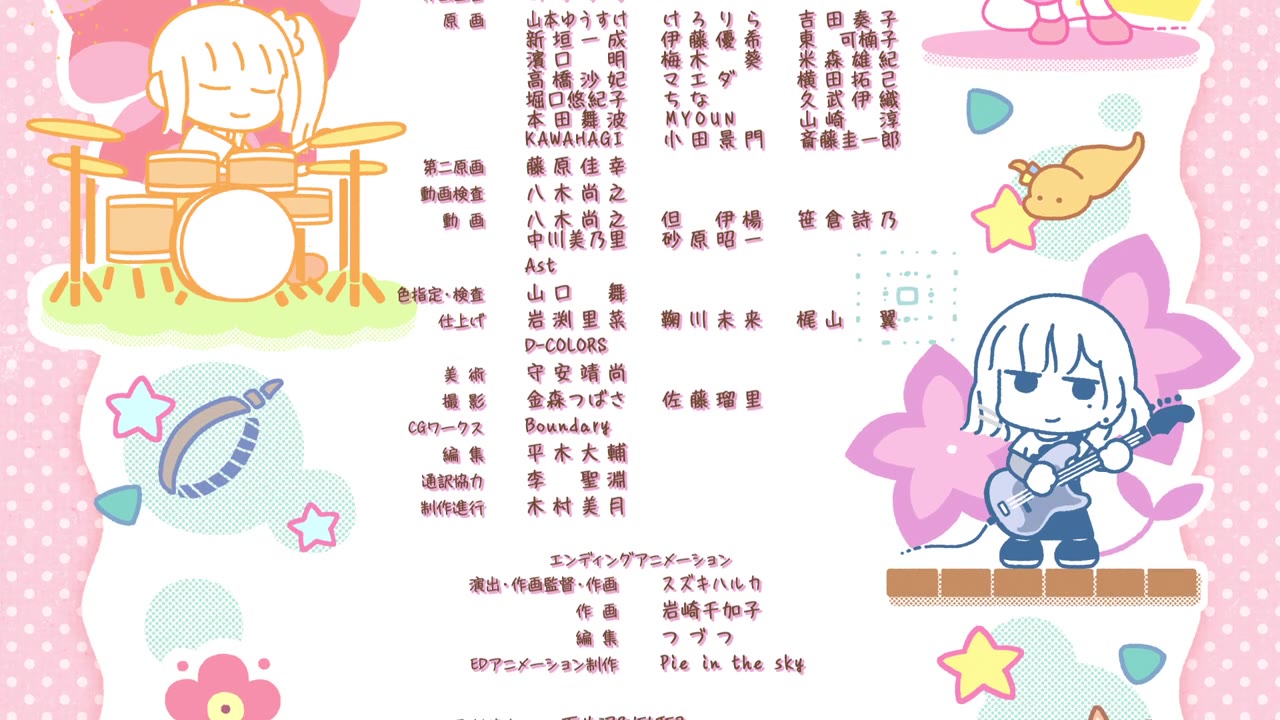 原画 山本ゆうすけ けろりら 吉田奏子
新垣一成 伊藤優希 東 可楠子
濱口 明 梅木 葵 米森雄紀
高橋沙妃 マエダ 横田拓己
堀口悠紀子 ちな 久武伊織
本田舞波 MYOUN 山崎 淳
KAWAHAGI 小田景門 斎藤圭一郎
第二原画 藤原佳幸
動画検査 八木尚之
動画 八木尚之 但 伊楊 笹倉詩乃
中川美乃里 砂原昭一
Ast
色指定・検査 山口 舞
仕上げ 岩渕里菜 鞠川未来 梶山 翼
D-COLORS
美術 守安靖尚
撮影 金森つばさ 佐藤瑠里
CGワークス Boundary
編集 平木大輔
通訳協力 李 聖淵
制作進行 木村美月
エンディングアニメーション
演出・作画監督・作画 スズキハルカ
作画 岩崎千加子
編集 つづつ
EDアニメーション制作 Pie in the sky